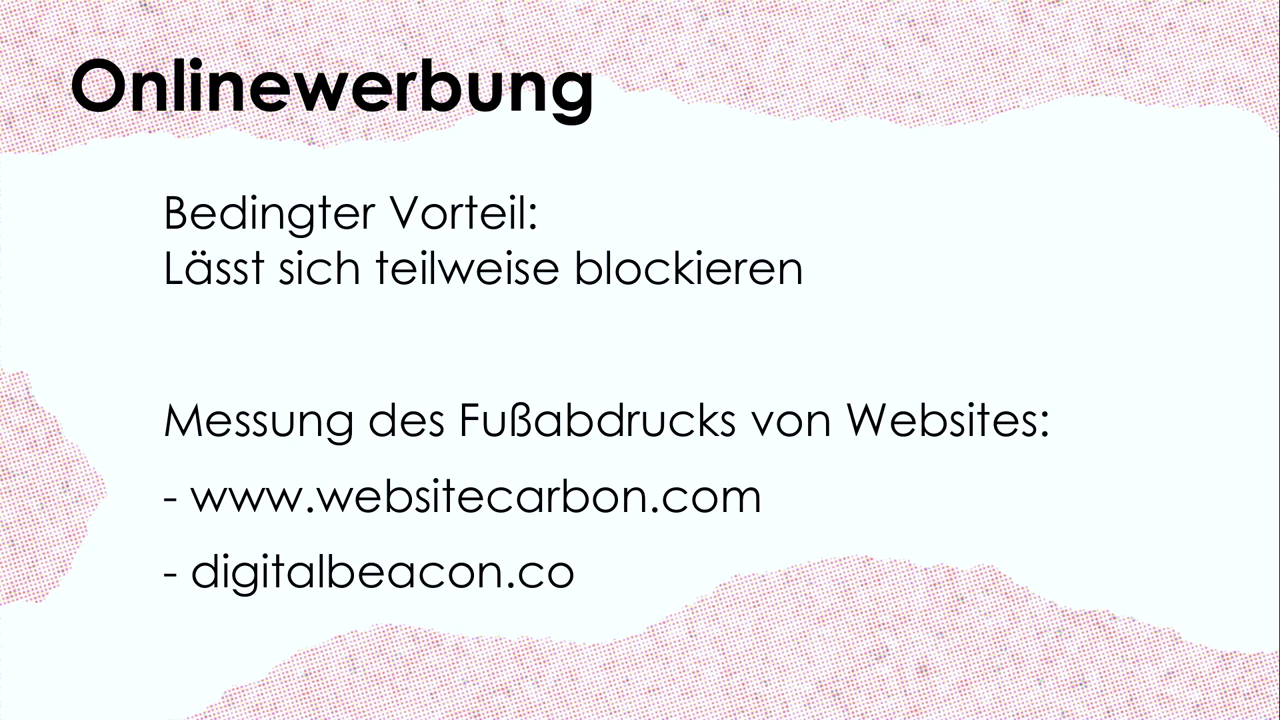 Onlinewerbung
Bedingter Vorteil:
Lässt sich teilweise blockieren
Messung des Fußabdrucks von Websites:
- www.websitecarbon.com
- digitalbeacon.co